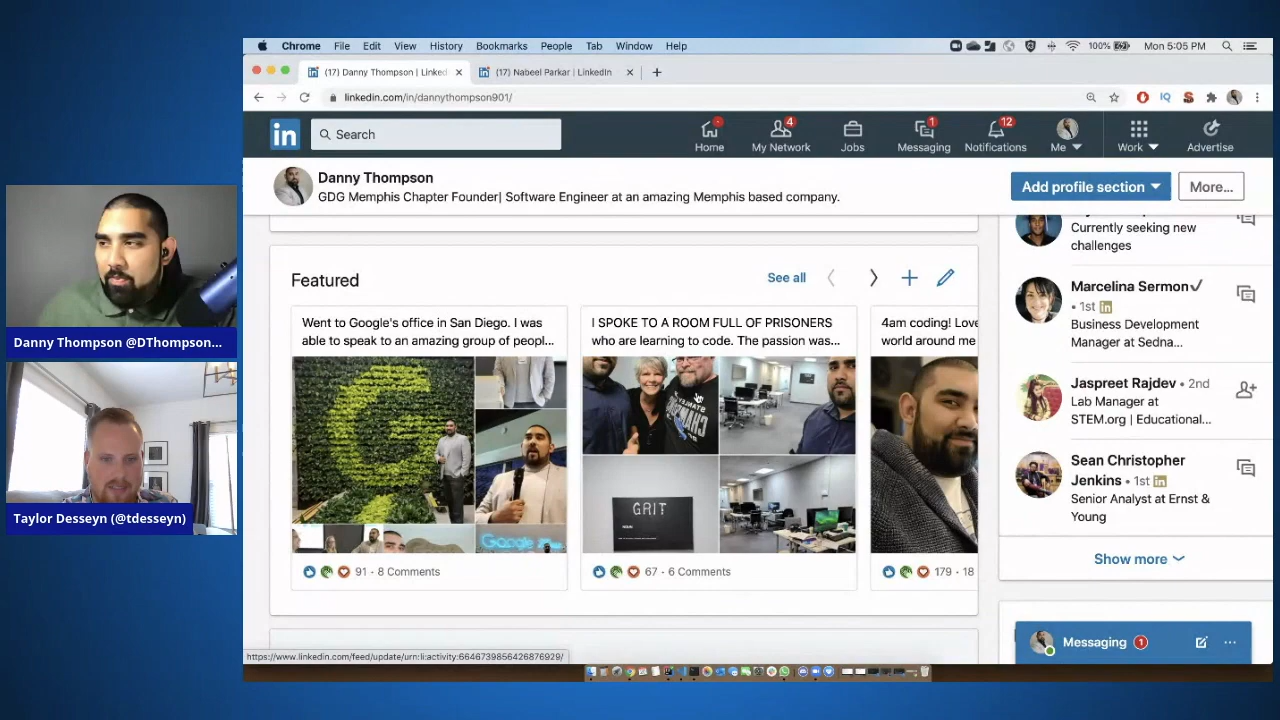 Chrome File Edit View History Bookmarks People Tab Window Help
100% Mon 5:05 PM
(17) Danny Thompson | Linked
(17) Nabeel Parkar | LinkedIn
linkedin.com/in/dannythompson901/
in
Search
Home
My Network 4
Jobs
Messaging 1
Notifications 12
Me
Work
Advertise
Danny Thompson
GDG Memphis Chapter Founder| Software Engineer at an amazing Memphis based company.
Add profile section
More...
Featured
See all
Went to Google's office in San Diego. I was
able to speak to an amazing group of peopl...
91 · 8 Comments
I SPOKE TO A ROOM FULL OF PRISONERS
who are learning to code. The passion was...
GRIT
67 · 6 Comments
4am coding! Love
world around me
179 · 18
Currently seeking new
challenges
Marcelina Sermon✓
• 1st in
Business Development
Manager at Sedna...
Jaspreet Rajdev • 2nd
Lab Manager at
STEM.org | Educational...
Sean Christopher
Jenkins • 1st in
Senior Analyst at Ernst &
Young
Show more
Messaging 1
https://www.linkedin.com/feed/update/urn:li:activity:6646739856426876929/
Danny Thompson @DThompson...
Taylor Desseyn (@tdesseyn)